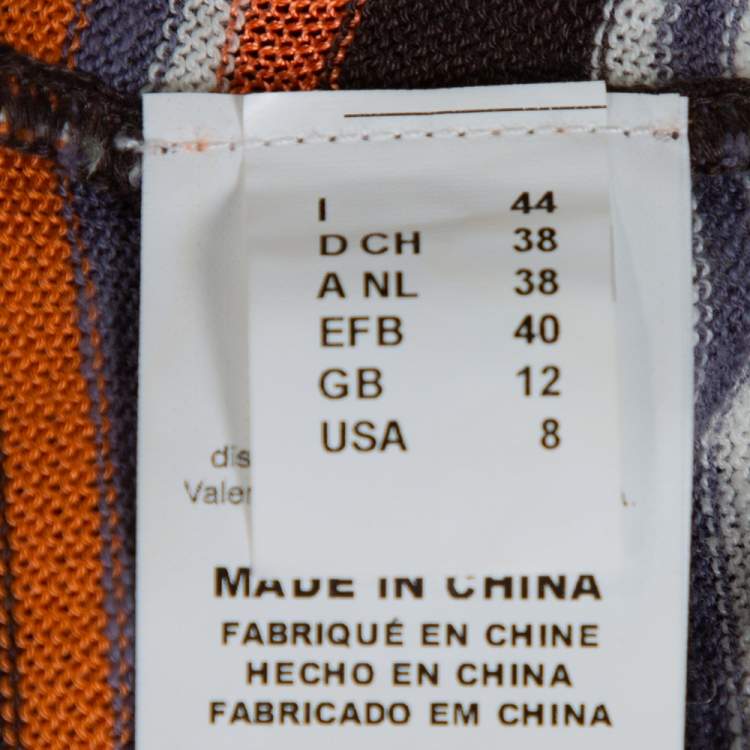 I 44
D CH 38
A NL 38
EFB 40
GB 12
USA 8
MADE IN CHINA
FABRIQUÉ EN CHINE
HECHO EN CHINA
FABRICADO EM CHINA